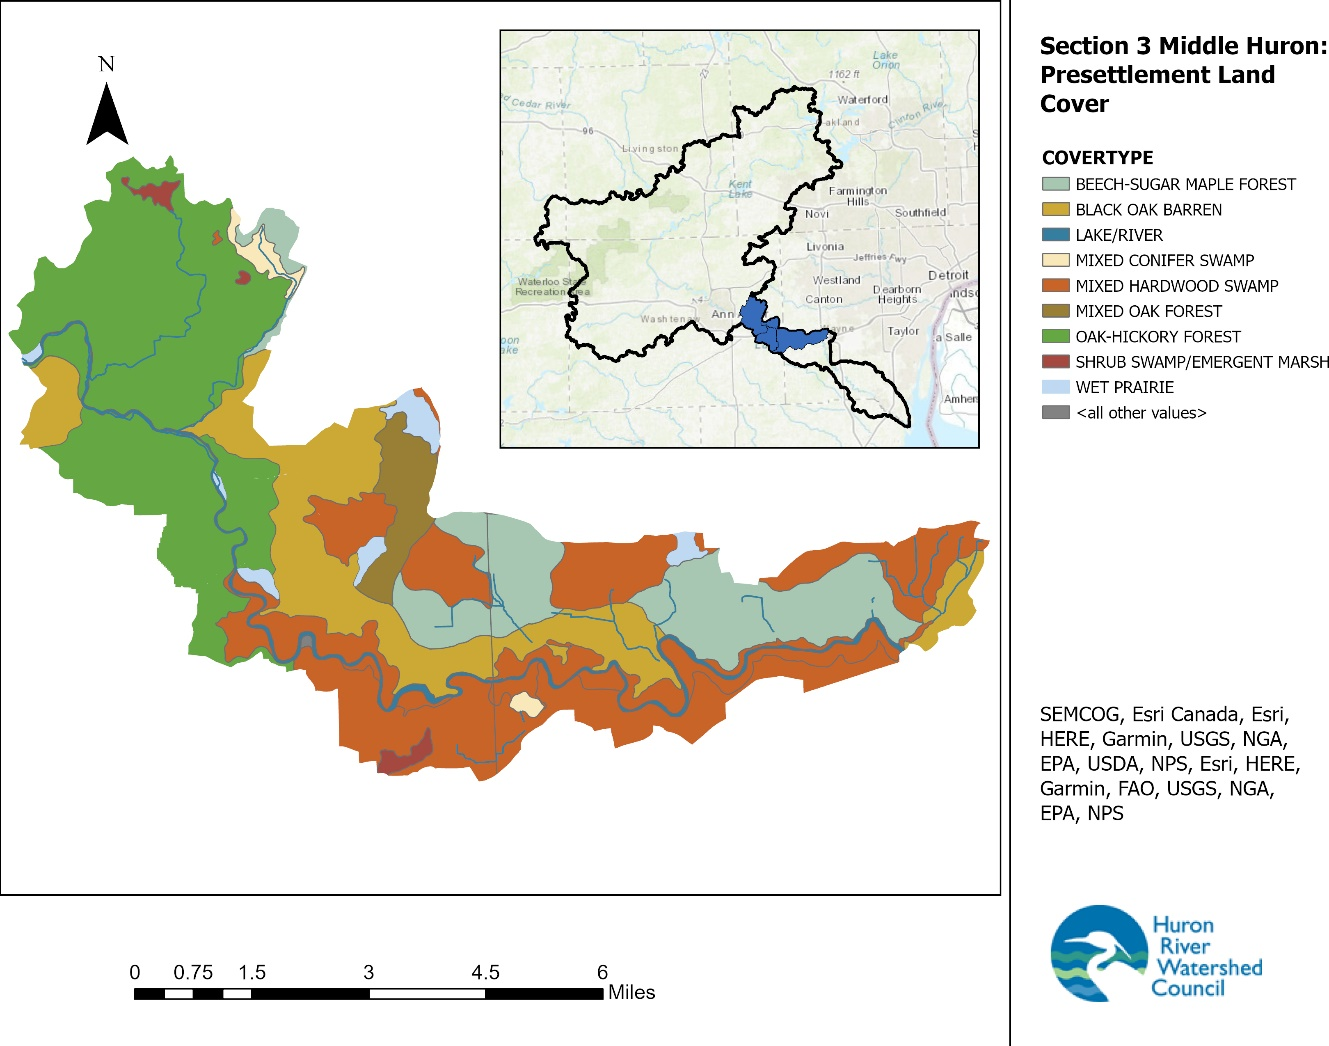 N
Lake
Orion
1162 ft
Waterford
Cedar River
Clinton River
akland
96
Livingston
Kent
Lake
Farmington
Hills
Novi
Southfield
Livonia
Jeffries Fwy
Waterloo State
Recreation Area
Westland
Detroit
Canton
Dearborn
Heights
Washtenaw
Ann
ayne
Taylor
a Salle
Amher
0 0.75 1.5 3 4.5 6
Miles
Section 3 Middle Huron:
Presettlement Land
Cover
COVERTYPE
BEECH-SUGAR MAPLE FOREST
BLACK OAK BARREN
LAKE/RIVER
MIXED CONIFER SWAMP
MIXED HARDWOOD SWAMP
MIXED OAK FOREST
OAK-HICKORY FOREST
SHRUB SWAMP/EMERGENT MARSH
WET PRAIRIE
<all other values>
SEMCOG, Esri Canada, Esri,
HERE, Garmin, USGS, NGA,
EPA, USDA, NPS, Esri, HERE,
Garmin, FAO, USGS, NGA,
EPA, NPS
Huron
River
Watershed
Council